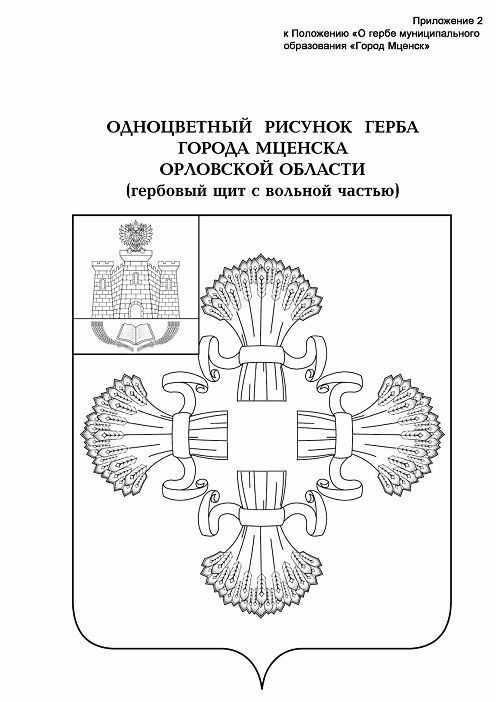 Приложение 2
к Положению «О гербе муниципального
образования «Город Мценск»
ОДНОЦВЕТНЫЙ РИСУНОК ГЕРБА
ГОРОДА МЦЕНСКА
ОРЛОВСКОЙ ОБЛАСТИ
(гербовый щит с вольной частью)